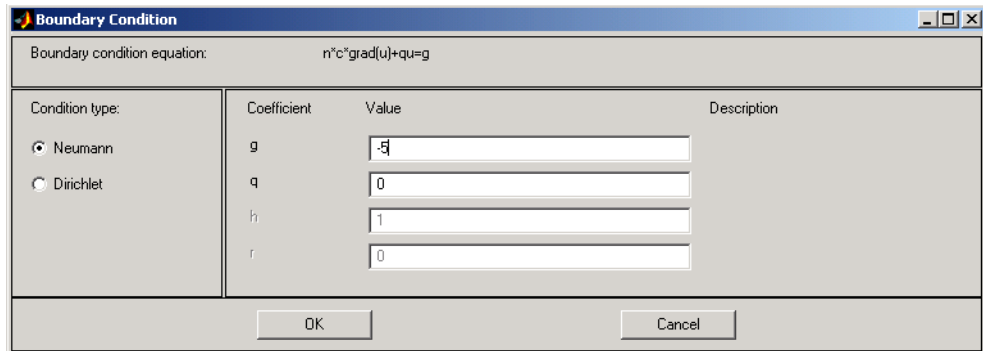 Boundary Condition
Boundary condition equation: n*c*grad(u)+qu=g
Condition type:
Neumann
Dirichlet
Coefficient Value Description
g -5
q 0
h 1
r 0
OK Cancel